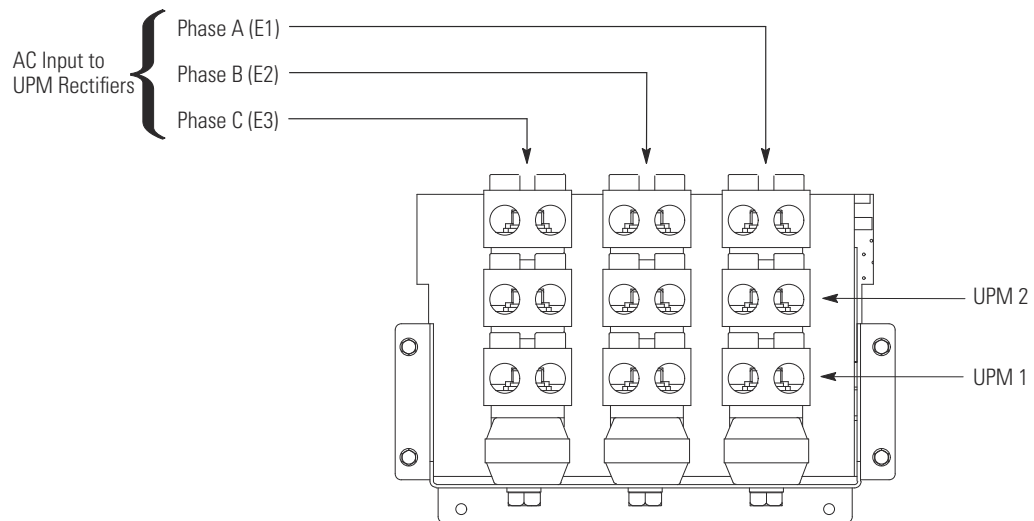 Phase A (E1)
AC Input to
UPM Rectifiers
Phase B (E2)
Phase C (E3)
UPM 2
UPM 1